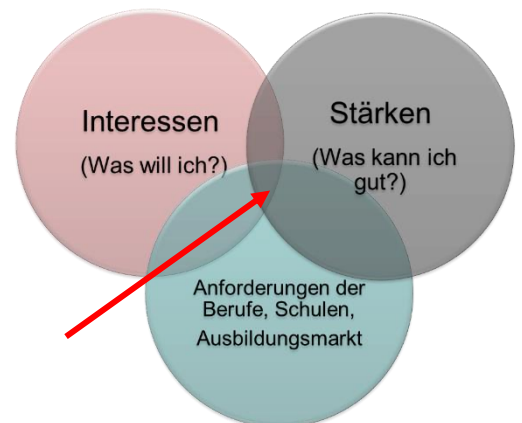 Interessen
(Was will ich?)
Stärken
(Was kann ich
gut?)
Anforderungen der
Berufe, Schulen,
Ausbildungsmarkt